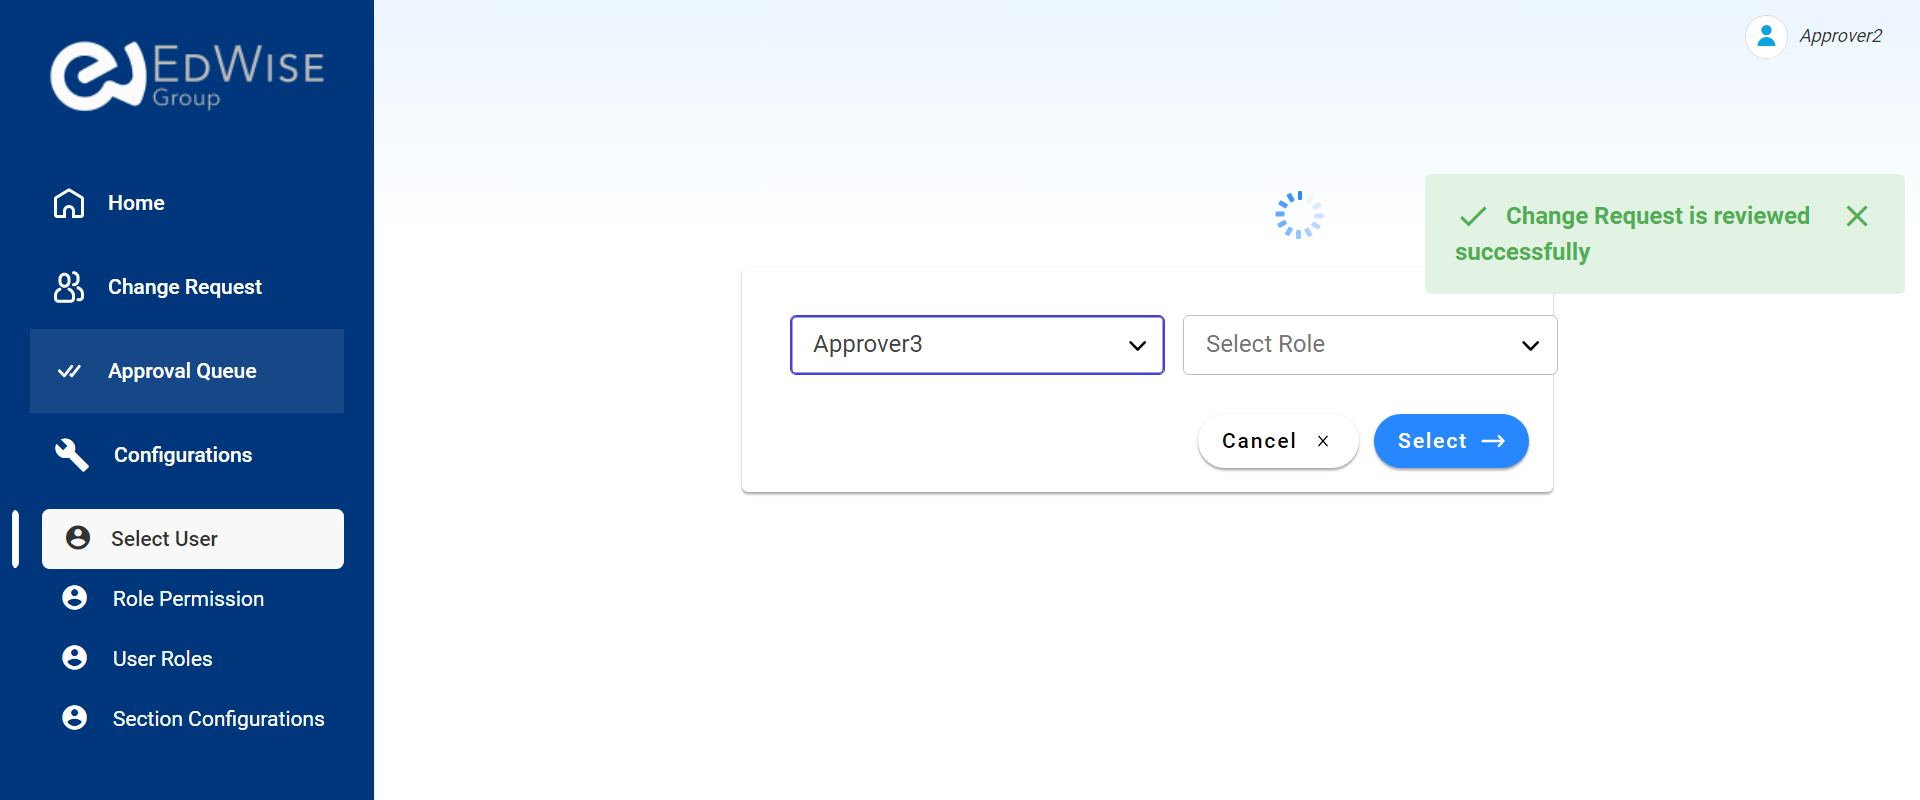 EDWISE
Group
Home
Change Request
Approval Queue
Configurations
Select User
Role Permission
User Roles
Section Configurations
Approver2
Change Request is reviewed
successfully
Approver3
Select Role
Cancel
Select